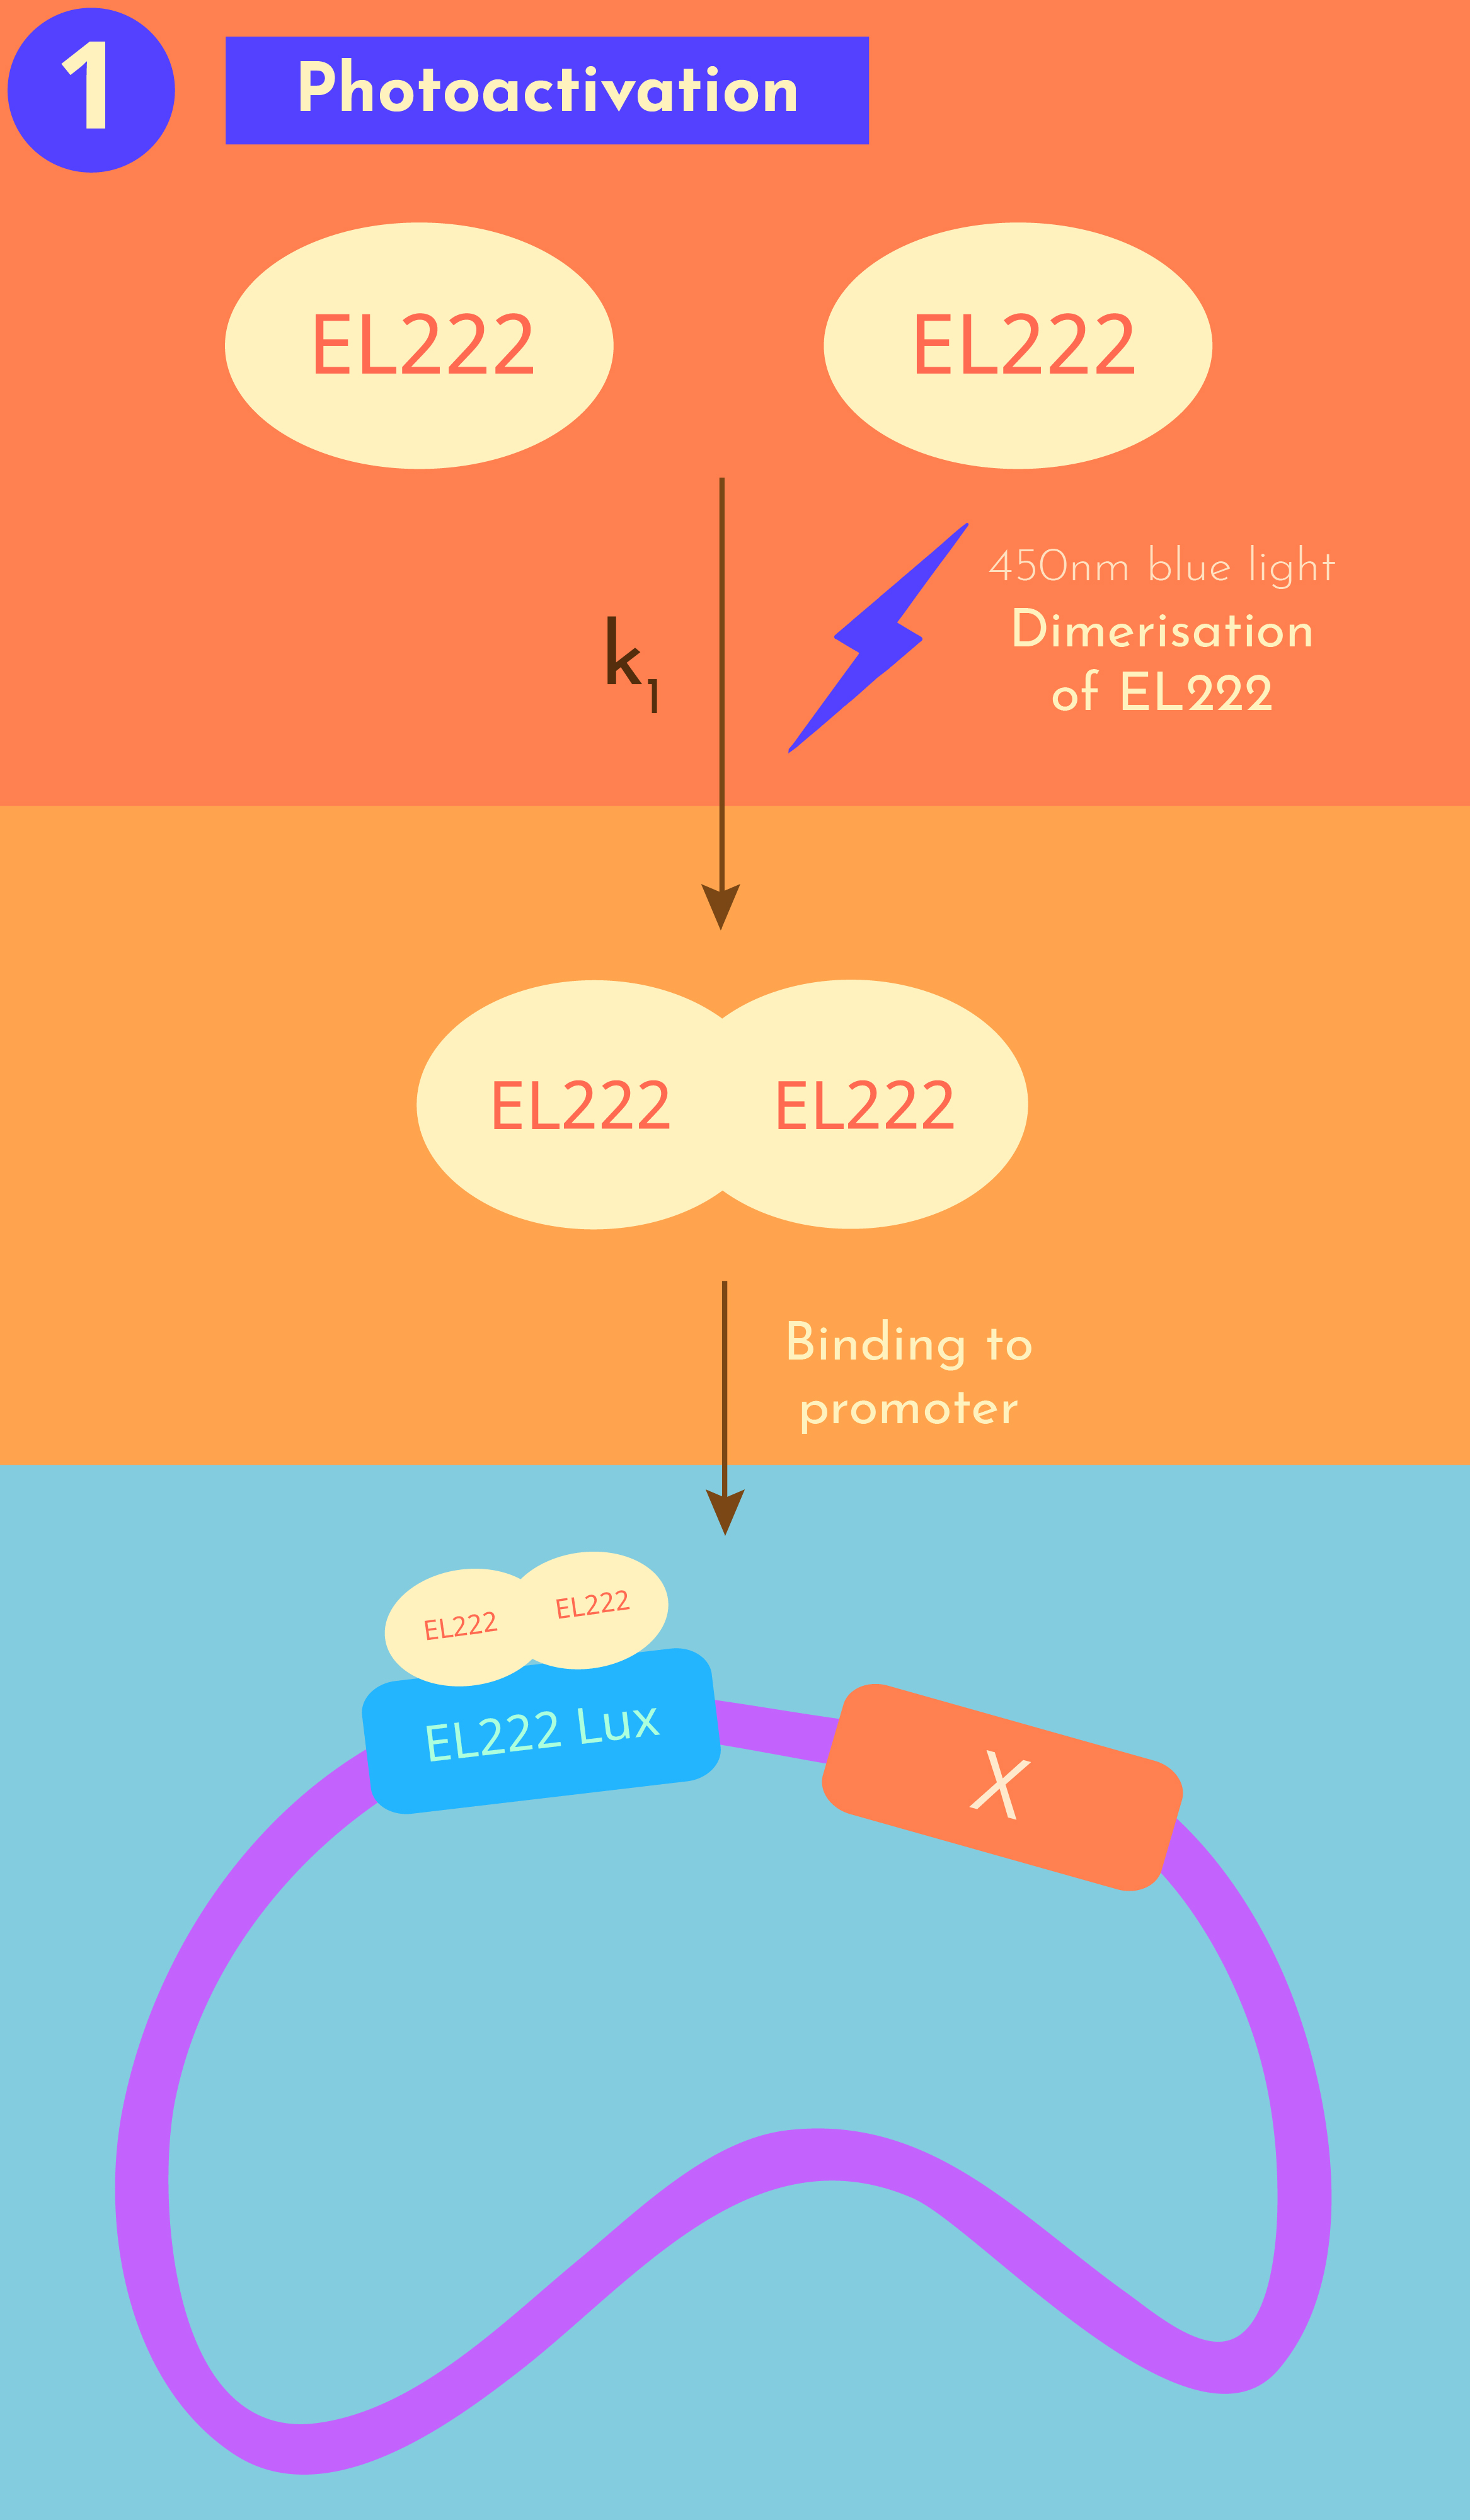 1
Photoactivation
EL222
EL222
450nm blue light
Dimerisation
of EL222
k₁
EL222
EL222
Binding to
promoter
EL222
EL222
EL222 Lux
X